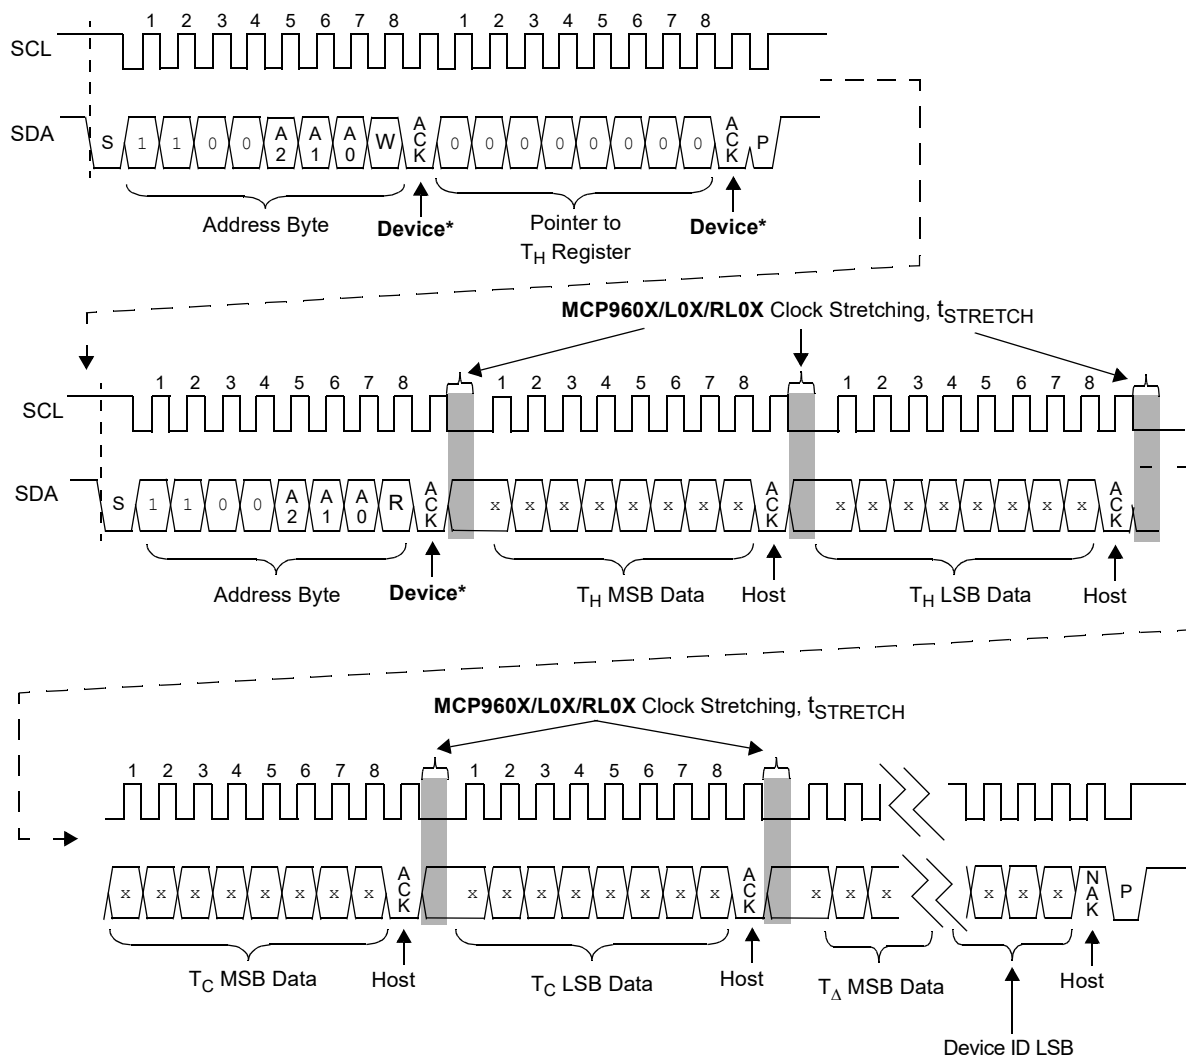 1 2 3 4 5 6 7 8 1 2 3 4 5 6 7 8
SCL
SDA S 1 1 0 0 A2 A1 A0 W ACK 0 0 0 0 0 0 0 0 ACK P
Address Byte Device* Pointer to Device*
TH Register
MCP960X/L0X/RL0X Clock Stretching, tSTRETCH
1 2 3 4 5 6 7 8 1 2 3 4 5 6 7 8 1 2 3 4 5 6 7 8
SCL
SDA S 1 1 0 0 A2 A1 A0 R ACK x x x x x x x x ACK x x x x x x x x ACK
Address Byte Device* TH MSB Data Host TH LSB Data Host
MCP960X/L0X/RL0X Clock Stretching, tSTRETCH
1 2 3 4 5 6 7 8 1 2 3 4 5 6 7 8
x x x x x x x x ACK x x x x x x x x ACK x x x x x x NAK P
TC MSB Data Host TC LSB Data Host TΔ MSB Data Host
Device ID LSB